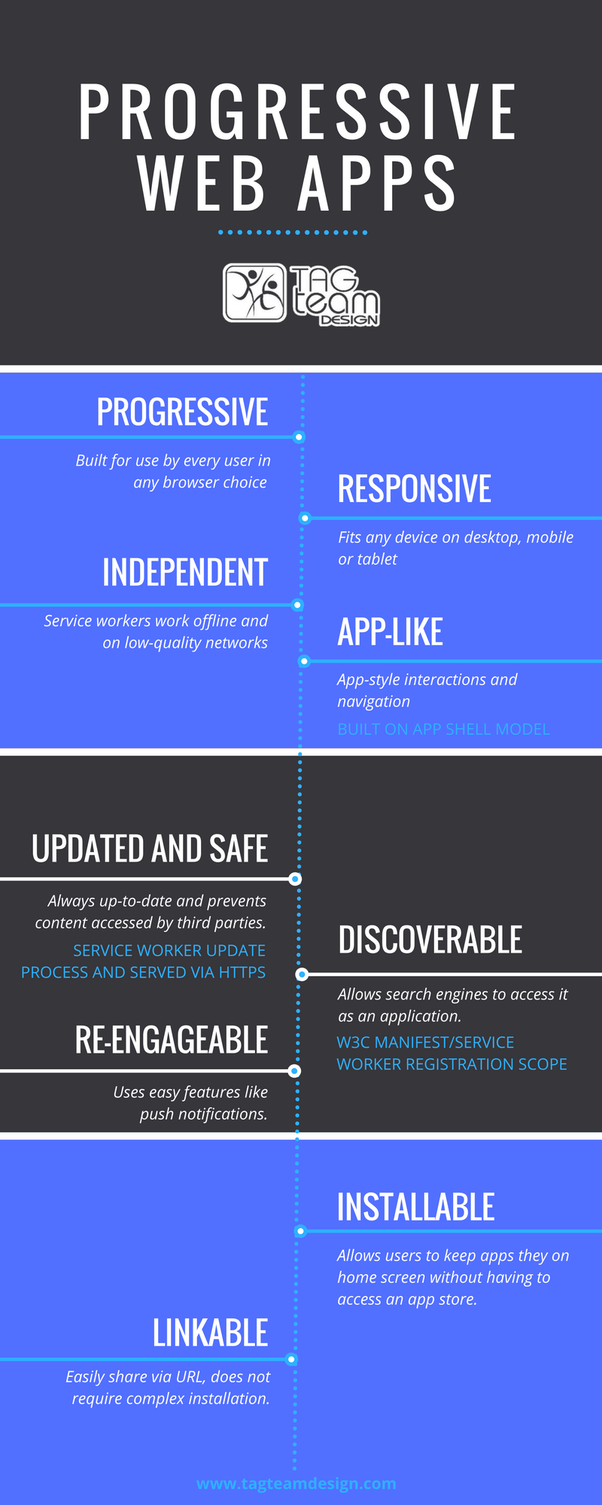 PROGRESSIVE
WEB APPS
TAG
team
DESIGN
PROGRESSIVE
Built for use by every user in
any browser choice
RESPONSIVE
Fits any device on desktop, mobile
or tablet
INDEPENDENT
Service workers work offline and
on low-quality networks
APP-LIKE
App-style interactions and
navigation
BUILT ON APP SHELL MODEL
UPDATED AND SAFE
Always up-to-date and prevents
content accessed by third parties.
SERVICE WORKER UPDATE
PROCESS AND SERVED VIA HTTPS
DISCOVERABLE
Allows search engines to access it
as an application.
W3C MANIFEST/SERVICE
WORKER REGISTRATION SCOPE
RE-ENGAGEABLE
Uses easy features like
push notifications.
INSTALLABLE
Allows users to keep apps they on
home screen without having to
access an app store.
LINKABLE
Easily share via URL, does not
require complex installation.
www.tagteamdesign.com